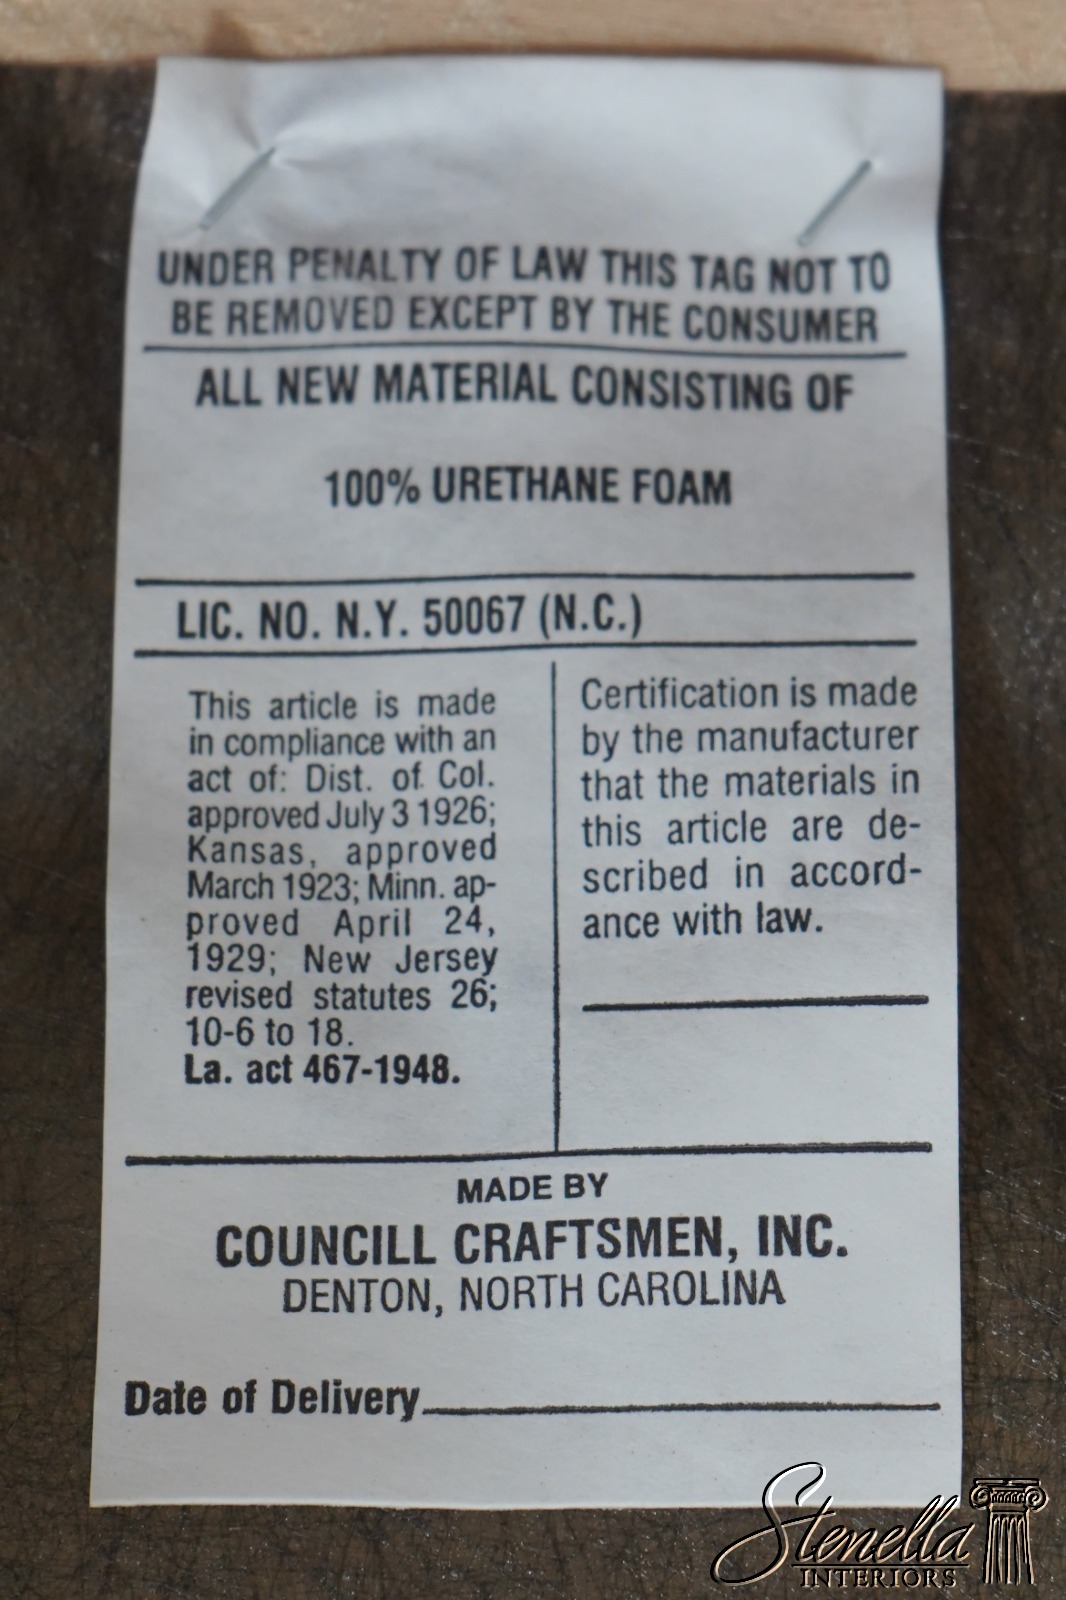 UNDER PENALTY OF LAW THIS TAG NOT TO
BE REMOVED EXCEPT BY THE CONSUMER
ALL NEW MATERIAL CONSISTING OF
100% URETHANE FOAM
LIC. NO. N.Y. 50067 (N.C.)
This article is made
in compliance with an
act of: Dist. of. Col.
approved July 3 1926;
Kansas, approved
March 1923; Minn. ap-
proved April 24,
1929; New Jersey
revised statutes 26;
10-6 to 18.
La. act 467-1948.
Certification is made
by the manufacturer
that the materials in
this article are de-
scribed in accord-
ance with law.
MADE BY
COUNCILL CRAFTSMEN, INC.
DENTON, NORTH CAROLINA
Date of Delivery
Stenella
INTERIORS